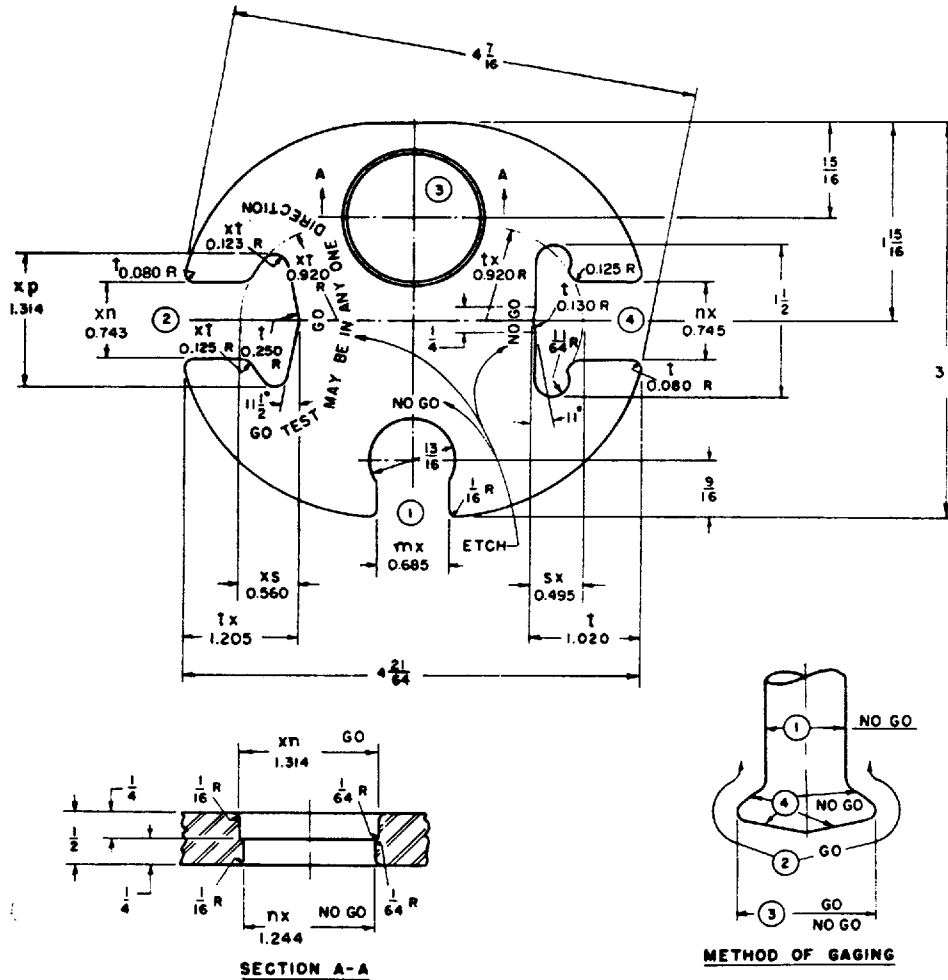 4 7/16
15/16
1 15/16
3
A
A
3
GO TEST MAY BE IN ANY ONE DIRECTION
xt
0.123 R
xt
0.920 R
tx
0.920 R
t 0.080 R
0.125 R
xp
1.314
xn
0.743
2
GO
t
0.130 R
1/4
NO GO
4
nx
0.745
1 1/2
xt
0.125 R
t
0.250 R
11/64 R
t
0.080 R
11 1/2°
11°
NO GO
13/16
9/16
1/16 R
1
mx
0.685
ETCH
xs
0.560
sx
0.495
tx
1.205
t
1.020
4 21/64
xn GO
1.314
1/4
1/16 R
1/64 R
1/2
1/4
1/16 R
1/64 R
nx NO GO
1.244
SECTION A-A
1 NO GO
4 NO GO
2 GO
3 GO
NO GO
METHOD OF GAGING